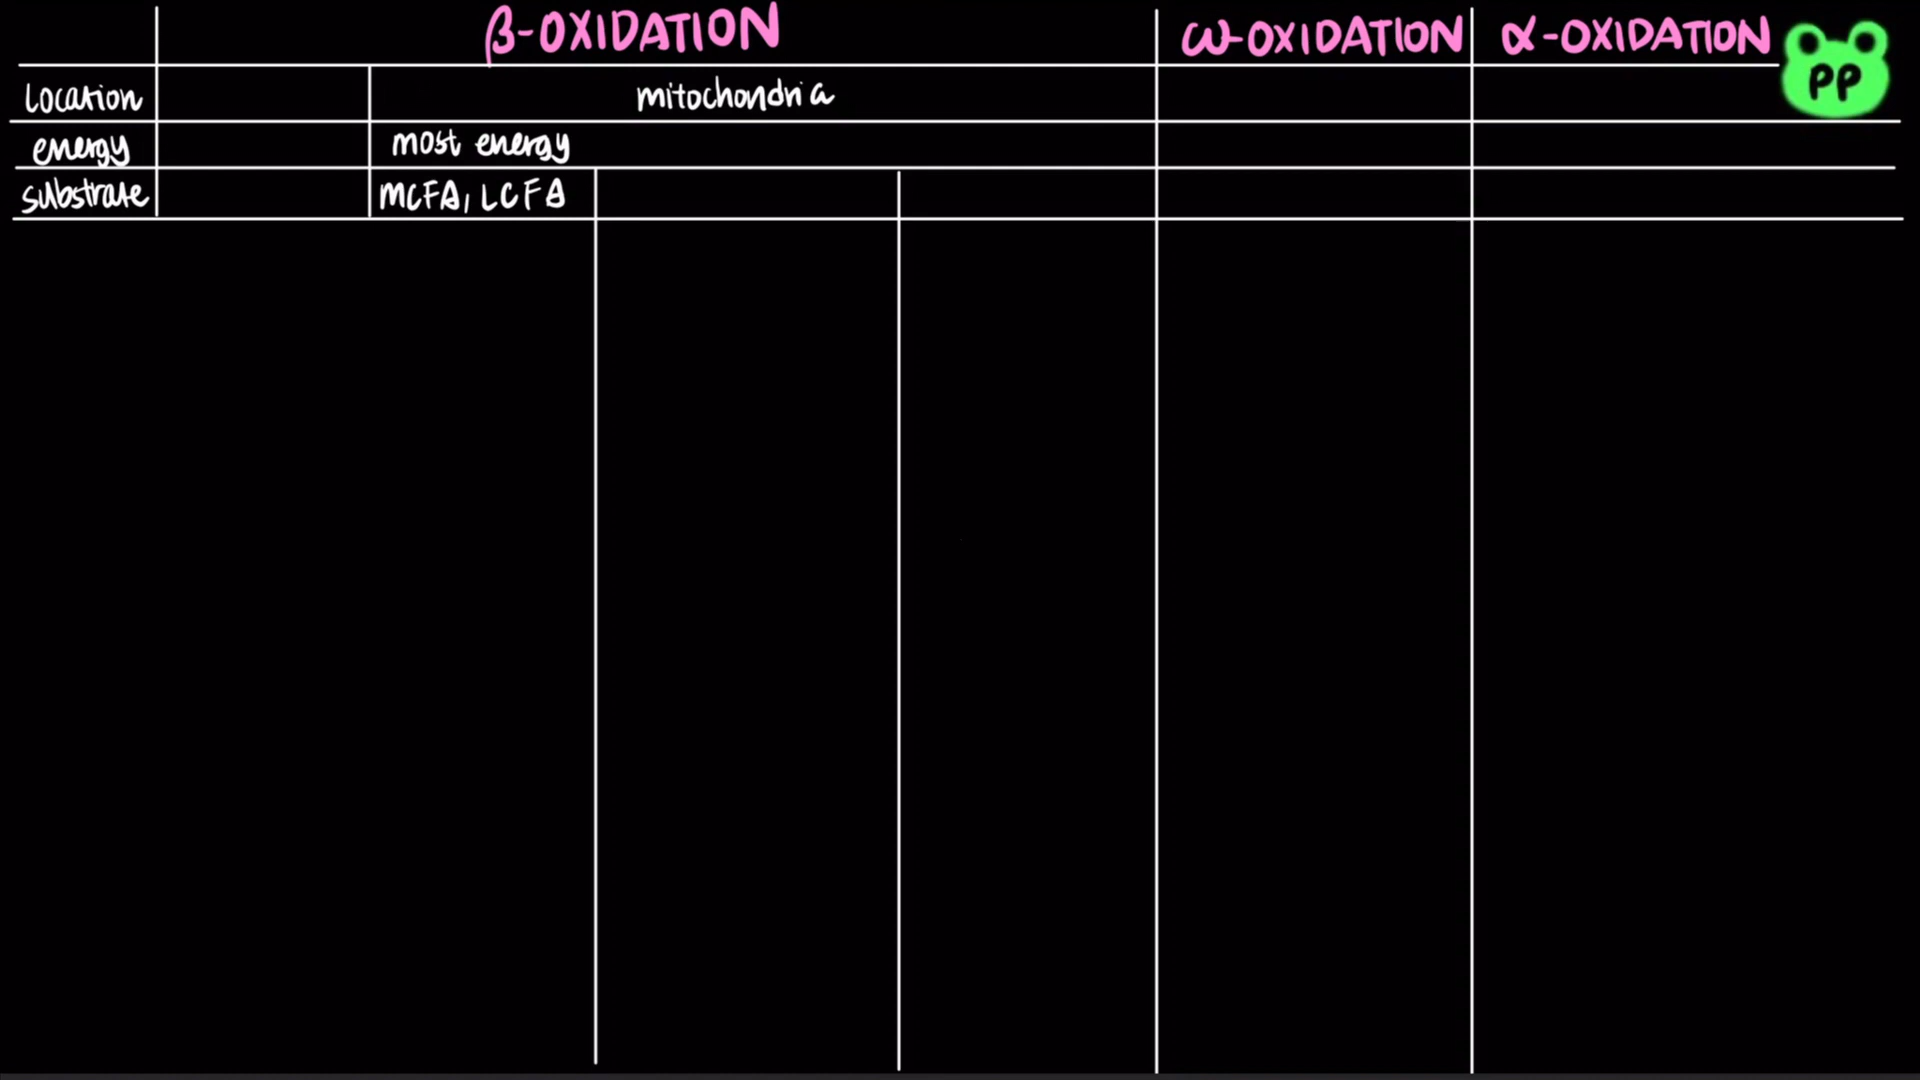 β-OXIDATION ω-OXIDATION α-OXIDATION
PP
Location mitochondria
energy most energy
substrate MCFA, LCFA